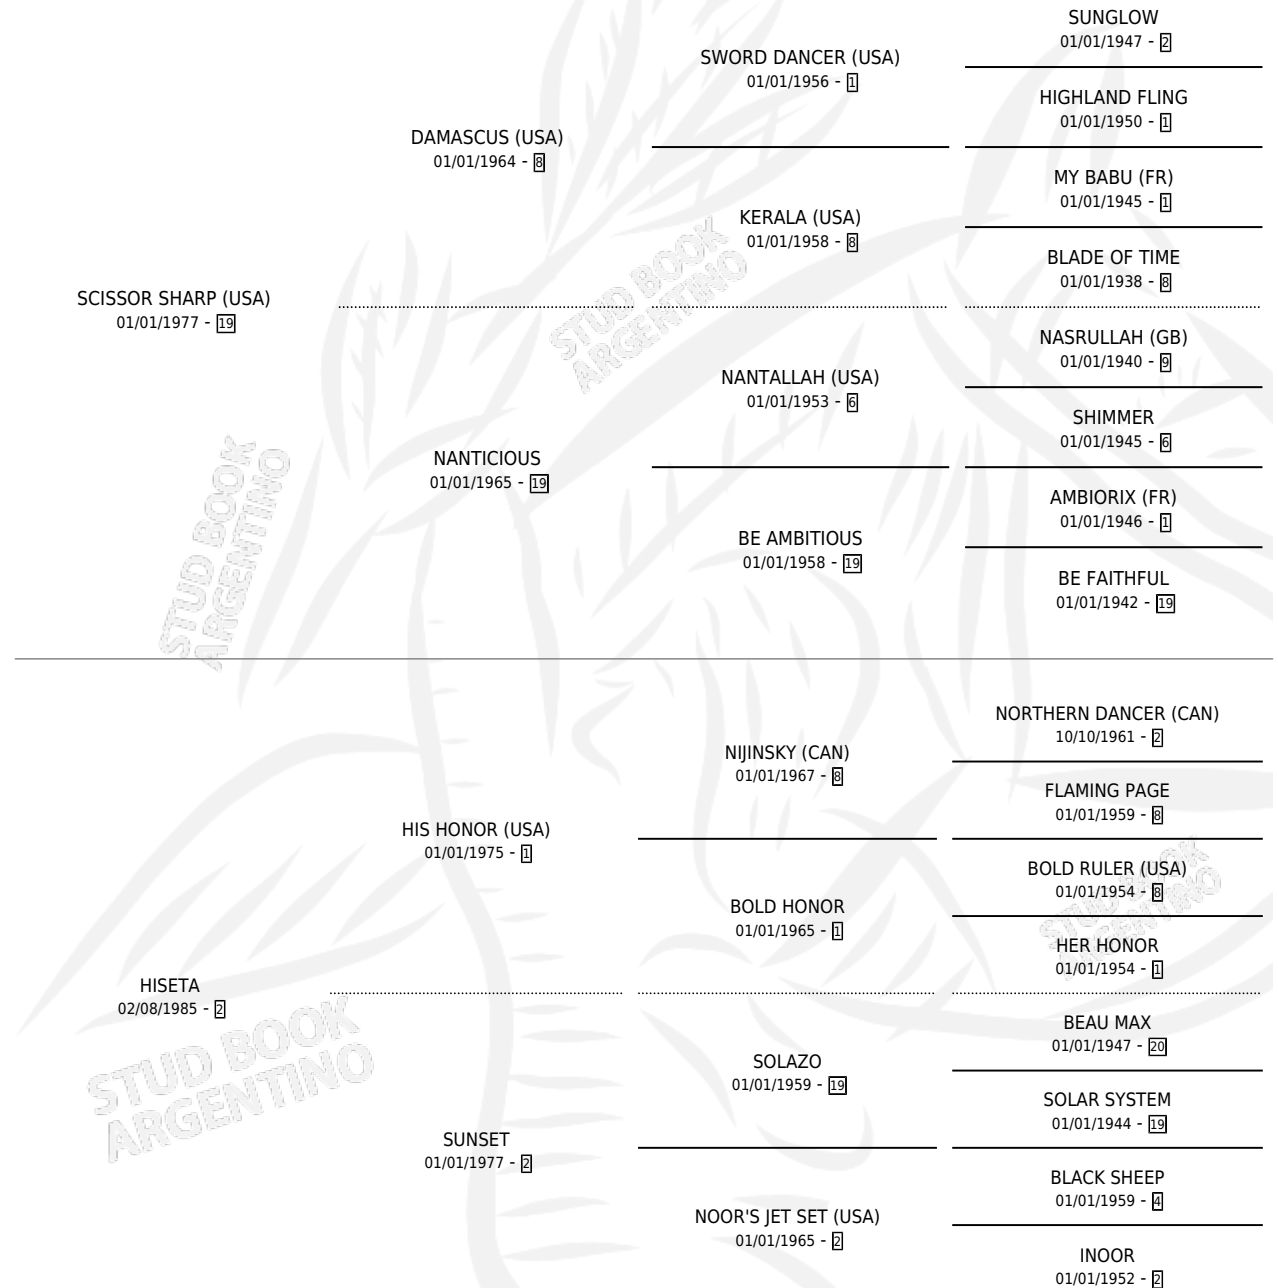 SUNGLOW
01/01/1947 - 2
SWORD DANCER (USA)
01/01/1956 - 1
HIGHLAND FLING
01/01/1950 - 1
DAMASCUS (USA)
01/01/1964 - 8
MY BABU (FR)
01/01/1945 - 1
KERALA (USA)
01/01/1958 - 8
BLADE OF TIME
01/01/1938 - 8
SCISSOR SHARP (USA)
01/01/1977 - 19
NASRULLAH (GB)
01/01/1940 - 9
NANTALLAH (USA)
01/01/1953 - 6
SHIMMER
01/01/1945 - 6
NANTICIOUS
01/01/1965 - 19
AMBIORIX (FR)
01/01/1946 - 1
BE AMBITIOUS
01/01/1958 - 19
BE FAITHFUL
01/01/1942 - 19
NORTHERN DANCER (CAN)
10/10/1961 - 2
NIJINSKY (CAN)
01/01/1967 - 8
FLAMING PAGE
01/01/1959 - 8
HIS HONOR (USA)
01/01/1975 - 1
BOLD RULER (USA)
01/01/1954 - 8
BOLD HONOR
01/01/1965 - 1
HER HONOR
01/01/1954 - 1
HISETA
02/08/1985 - 2
BEAU MAX
01/01/1947 - 20
SOLAZO
01/01/1959 - 19
SOLAR SYSTEM
01/01/1944 - 19
SUNSET
01/01/1977 - 2
BLACK SHEEP
01/01/1959 - 4
NOOR'S JET SET (USA)
01/01/1965 - 2
INOOR
01/01/1952 - 2
STUD BOOK
ARGENTINO
STUD BOOK
ARGENTINO
STUD BOOK
ARGENTINO
STUD BOOK
ARGENTINO